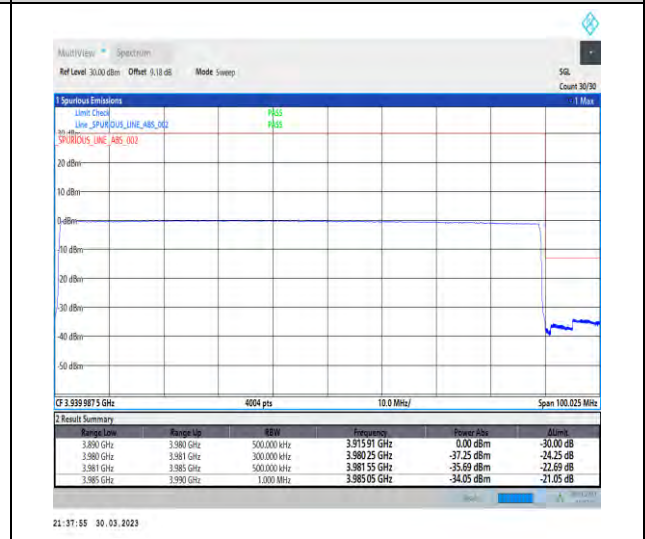 MultiView Spectrum
Ref Level 30.00 dBm Offset 9.18 dB Mode Sweep SGL
Count 30/30
1 Spurious Emissions 1 Max
Limit Check PASS
Line _SPURIOUS_LINE_ABS_002 PASS
30 dBm
_SPURIOUS_LINE_ABS_002
20 dBm
10 dBm
0 dBm
-10 dBm
-20 dBm
-30 dBm
-40 dBm
-50 dBm
CF 3.939 987 5 GHz 4004 pts 10.0 MHz/ Span 100.025 MHz
2 Result Summary
Range Low Range Up RBW Frequency Power Abs ΔLimit
3.890 GHz 3.980 GHz 500.000 kHz 3.915 91 GHz 0.00 dBm -30.00 dB
3.980 GHz 3.981 GHz 300.000 kHz 3.980 25 GHz -37.25 dBm -24.25 dB
3.981 GHz 3.985 GHz 500.000 kHz 3.981 55 GHz -35.69 dBm -22.69 dB
3.985 GHz 3.990 GHz 1.000 MHz 3.985 05 GHz -34.05 dBm -21.05 dB
21:37:55 30.03.2023